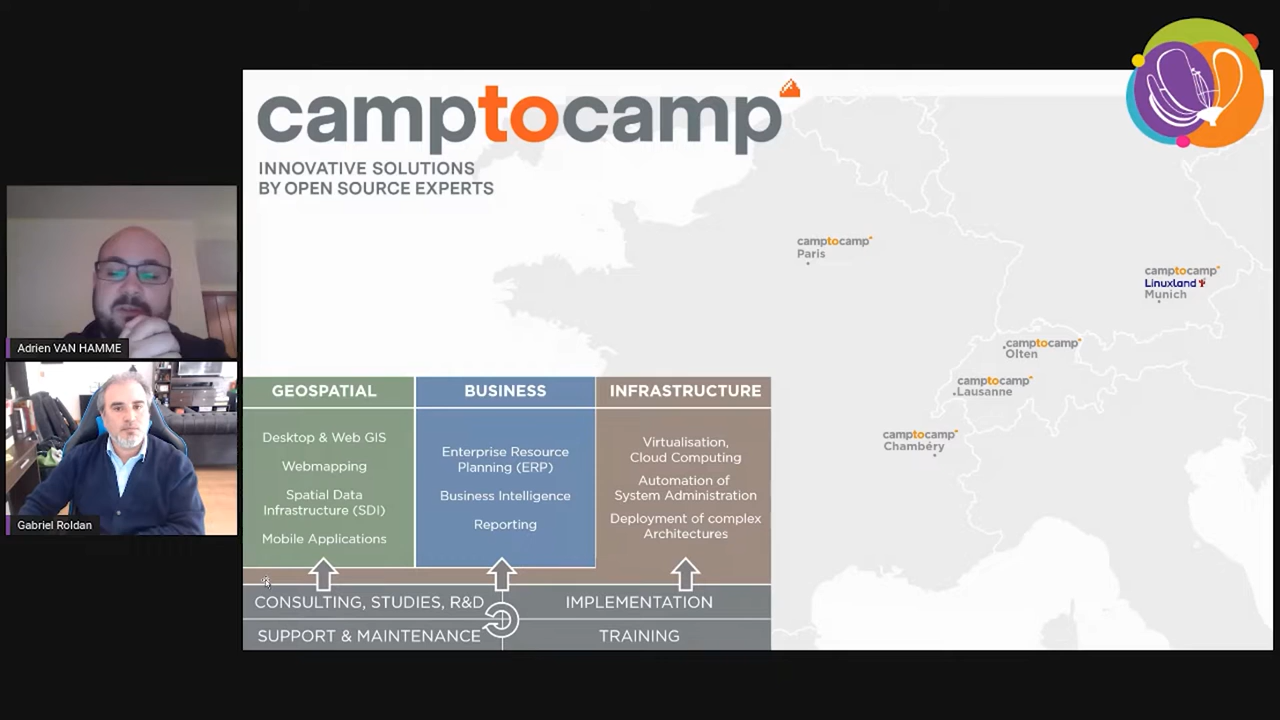 camptocamp
INNOVATIVE SOLUTIONS
BY OPEN SOURCE EXPERTS
camptocamp
Paris
camptocamp
Linuxland
Munich
camptocamp
Olten
camptocamp
Lausanne
camptocamp
Chambéry
Adrien VAN HAMME
Gabriel Roldan
GEOSPATIAL
Desktop & Web GIS
Webmapping
Spatial Data
Infrastructure (SDI)
Mobile Applications
BUSINESS
Enterprise Resource
Planning (ERP)
Business Intelligence
Reporting
INFRASTRUCTURE
Virtualisation,
Cloud Computing
Automation of
System Administration
Deployment of complex
Architectures
CONSULTING, STUDIES, R&D
IMPLEMENTATION
SUPPORT & MAINTENANCE
TRAINING